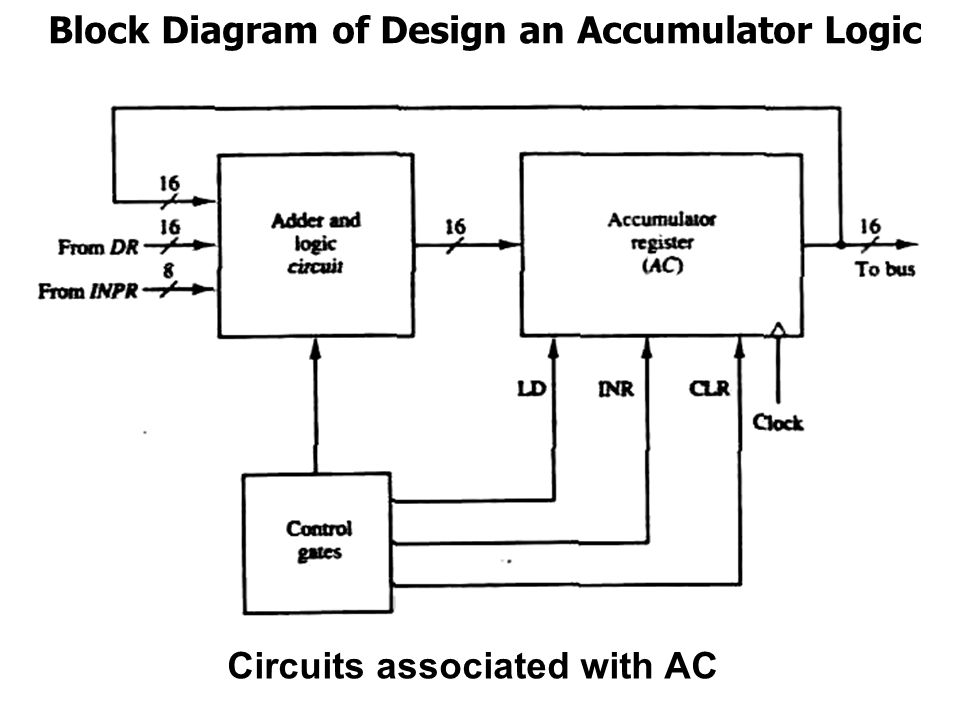 Block Diagram of Design an Accumulator Logic
16
16
From DR
8
From INPR
Adder and
logic
circuit
16
Accumulator
register
(AC)
16
To bus
LD
INR
CLR
Clock
Control
gates
Circuits associated with AC